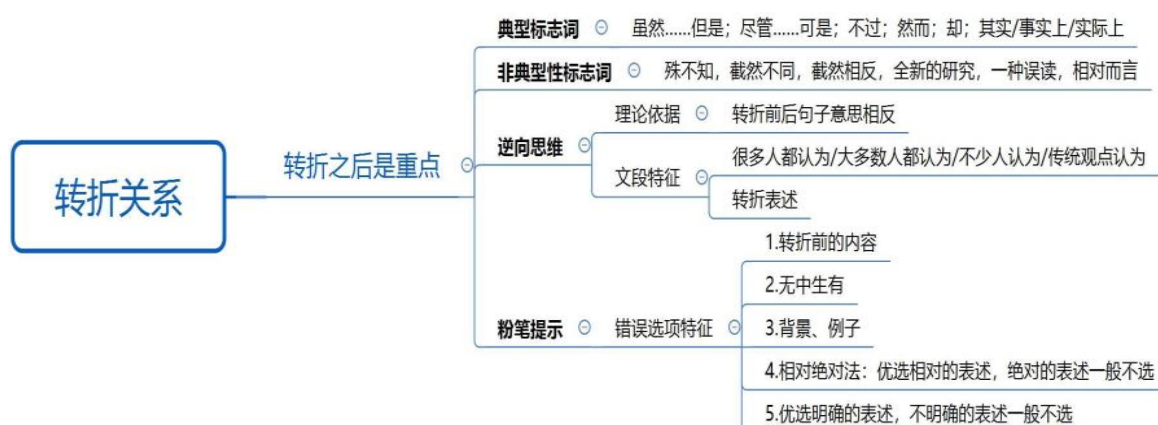 转折关系
转折之后是重点
典型标志词
虽然……但是；尽管……可是；不过；然而；却；其实/事实上/实际上
非典型性标志词
殊不知，截然不同，截然相反，全新的研究，一种误读，相对而言
逆向思维
理论依据
转折前后句子意思相反
文段特征
很多人都认为/大多数人都认为/不少人认为/传统观点认为
转折表述
粉笔提示
错误选项特征
1.转折前的内容
2.无中生有
3.背景、例子
4.相对绝对法：优选相对的表述，绝对的表述一般不选
5.优选明确的表述，不明确的表述一般不选